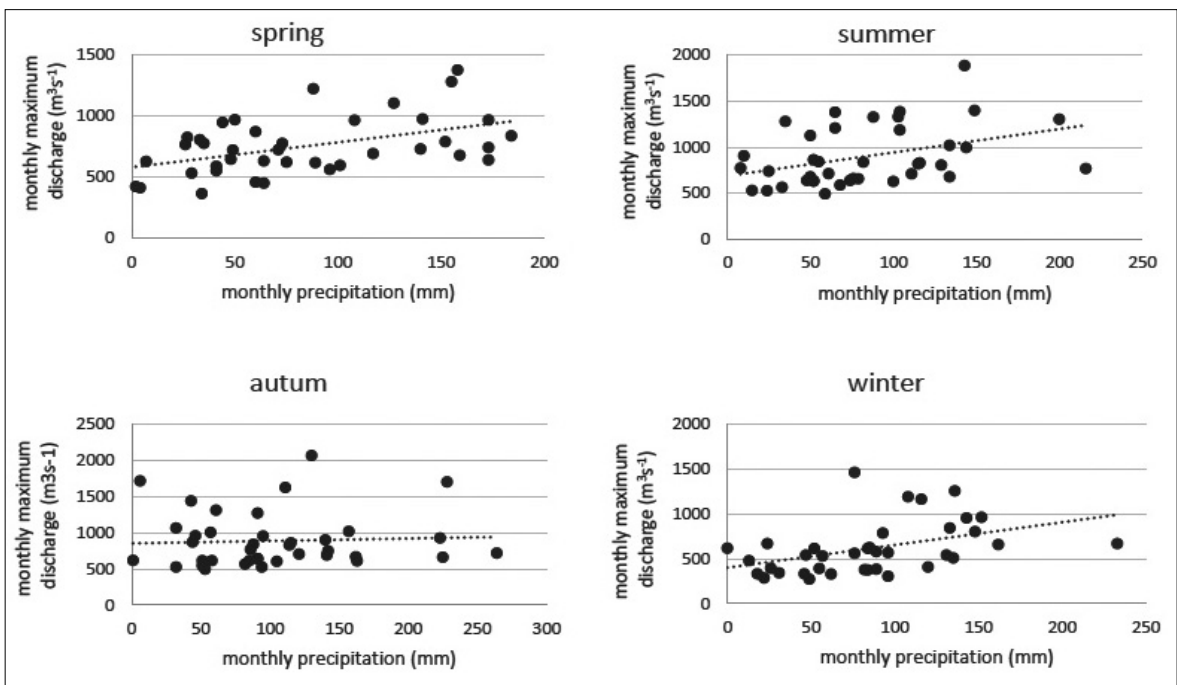 spring
monthly maximum
discharge (m³s⁻¹)
1500
1000
500
0
0 50 100 150 200
monthly precipitation (mm)
summer
monthly maximum
discharge (m³s⁻¹)
2000
1500
1000
500
0
0 50 100 150 200 250
monthly precipitation (mm)
autum
monthly maximum
discharge (m3s-1)
2500
2000
1500
1000
500
0
0 50 100 150 200 250 300
monthly precipitation (mm)
winter
monthly maximum
discharge (m³s⁻¹)
2000
1500
1000
500
0
0 50 100 150 200 250
monthly precipitation (mm)